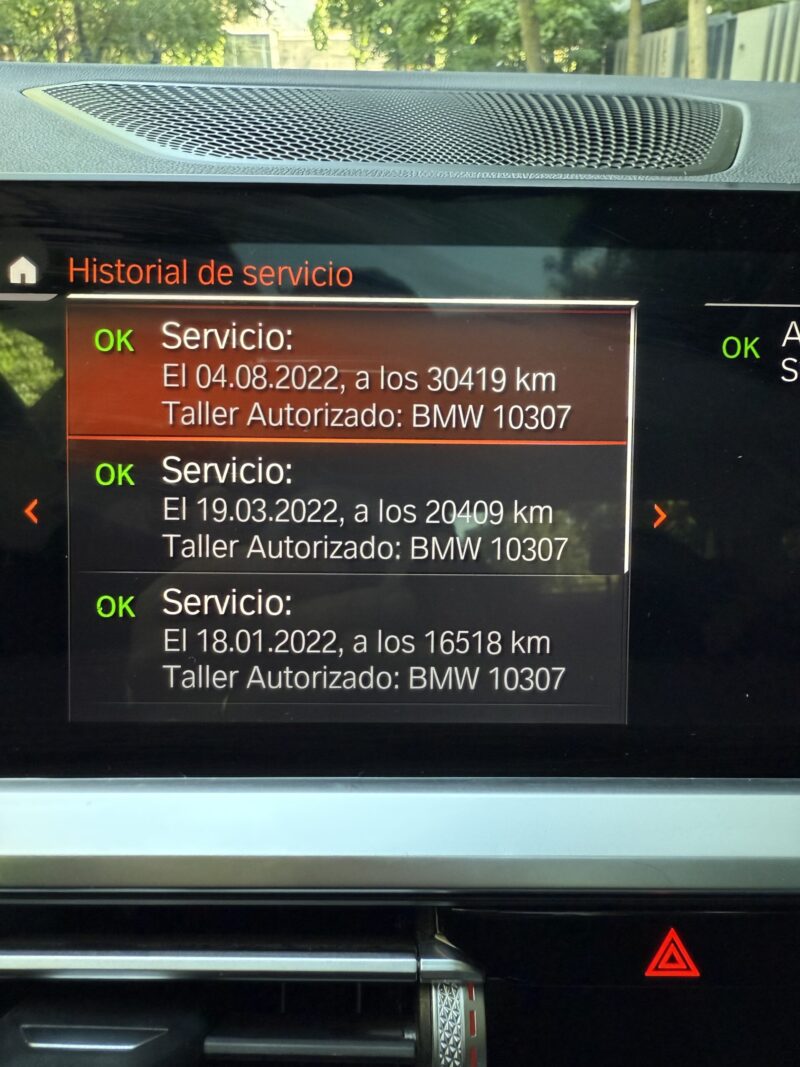 Historial de servicio
OK Servicio:
El 04.08.2022, a los 30419 km
Taller Autorizado: BMW 10307
OK Servicio:
El 19.03.2022, a los 20409 km
Taller Autorizado: BMW 10307
OK Servicio:
El 18.01.2022, a los 16518 km
Taller Autorizado: BMW 10307
OK